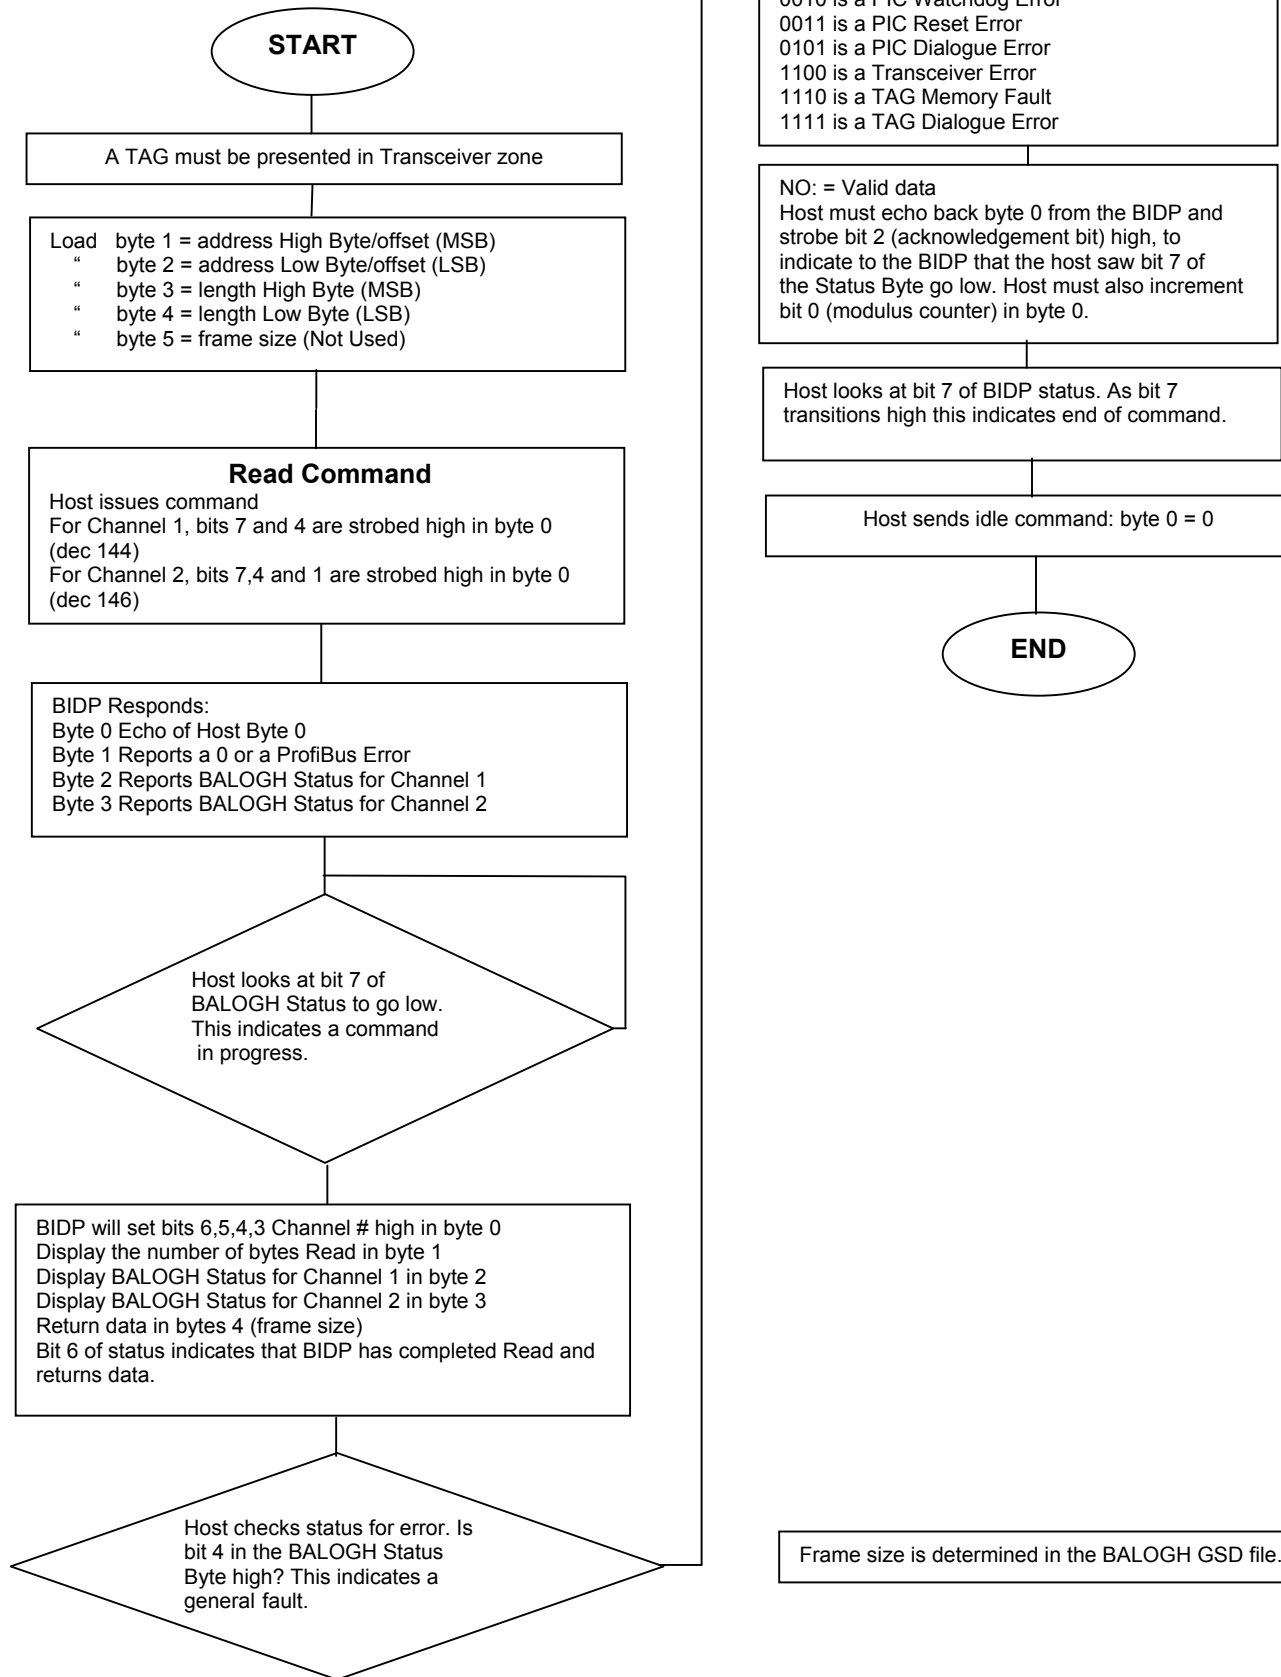 START
A TAG must be presented in Transceiver zone
Load byte 1 = address High Byte/offset (MSB)
“ byte 2 = address Low Byte/offset (LSB)
“ byte 3 = length High Byte (MSB)
“ byte 4 = length Low Byte (LSB)
“ byte 5 = frame size (Not Used)
Read Command
Host issues command
For Channel 1, bits 7 and 4 are strobed high in byte 0
(dec 144)
For Channel 2, bits 7,4 and 1 are strobed high in byte 0
(dec 146)
BIDP Responds:
Byte 0 Echo of Host Byte 0
Byte 1 Reports a 0 or a ProfiBus Error
Byte 2 Reports BALOGH Status for Channel 1
Byte 3 Reports BALOGH Status for Channel 2
Host looks at bit 7 of
BALOGH Status to go low.
This indicates a command
in progress.
BIDP will set bits 6,5,4,3 Channel # high in byte 0
Display the number of bytes Read in byte 1
Display BALOGH Status for Channel 1 in byte 2
Display BALOGH Status for Channel 2 in byte 3
Return data in bytes 4 (frame size)
Bit 6 of status indicates that BIDP has completed Read and
returns data.
Host checks status for error. Is
bit 4 in the BALOGH Status
Byte high? This indicates a
general fault.
0010 is a PIC Watchdog Error
0011 is a PIC Reset Error
0101 is a PIC Dialogue Error
1100 is a Transceiver Error
1110 is a TAG Memory Fault
1111 is a TAG Dialogue Error
NO: = Valid data
Host must echo back byte 0 from the BIDP and
strobe bit 2 (acknowledgement bit) high, to
indicate to the BIDP that the host saw bit 7 of
the Status Byte go low. Host must also increment
bit 0 (modulus counter) in byte 0.
Host looks at bit 7 of BIDP status. As bit 7
transitions high this indicates end of command.
Host sends idle command: byte 0 = 0
END
Frame size is determined in the BALOGH GSD file.